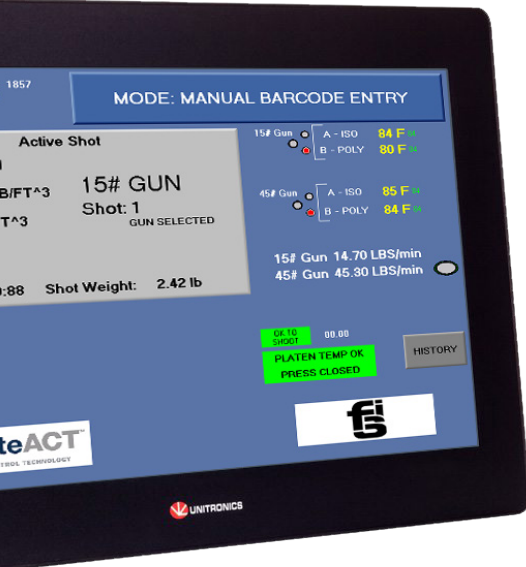 1857
MODE: MANUAL BARCODE ENTRY
Active Shot
B/FT^3
15# GUN
T^3
Shot: 1
GUN SELECTED
:88 Shot Weight: 2.42 lb
15# Gun
A - ISO 84 F
B - POLY 80 F
45# Gun
A - ISO 85 F
B - POLY 84 F
15# Gun 14.70 LBS/min
45# Gun 45.30 LBS/min
OK TO
SHOOT
00.00
PLATEN TEMP OK
PRESS CLOSED
HISTORY
teACT™
TROL TECHNOLOGY
UNITRONICS